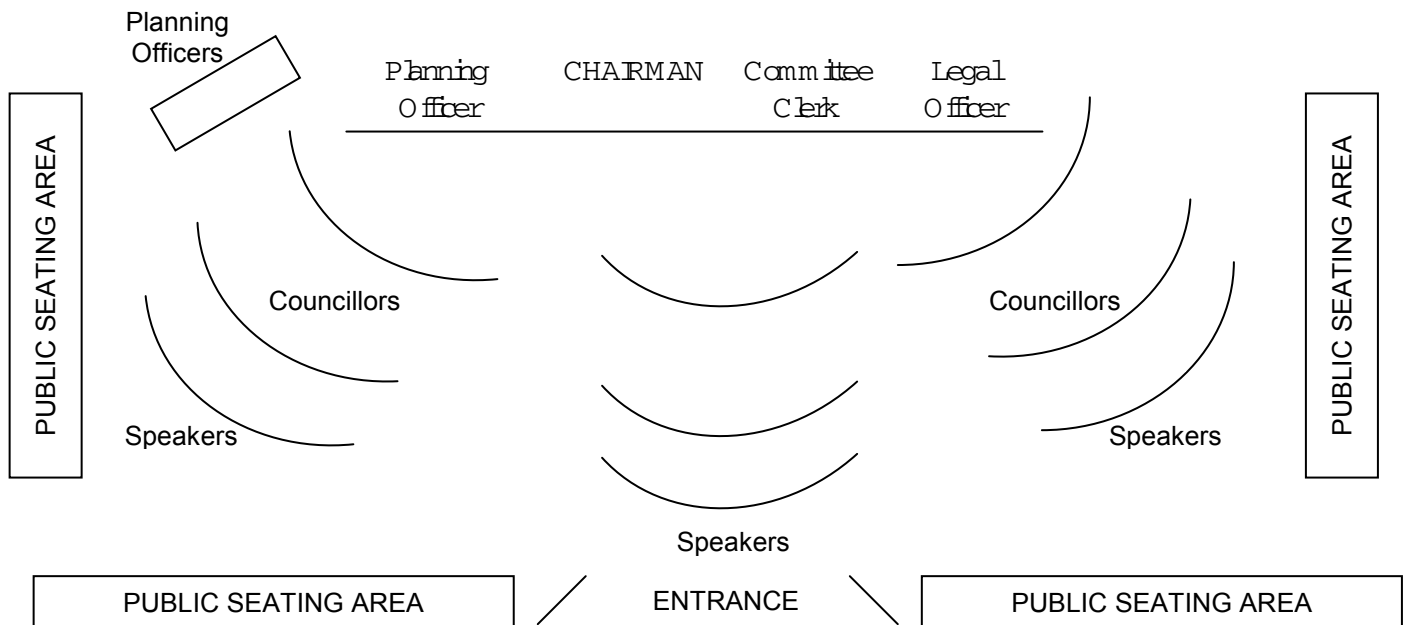 Planning
Officers
Planning
Officer
CHAIRMAN
Committee
Clerk
Legal
Officer
PUBLIC SEATING AREA
PUBLIC SEATING AREA
Councillors
Councillors
Speakers
Speakers
Speakers
PUBLIC SEATING AREA
ENTRANCE
PUBLIC SEATING AREA